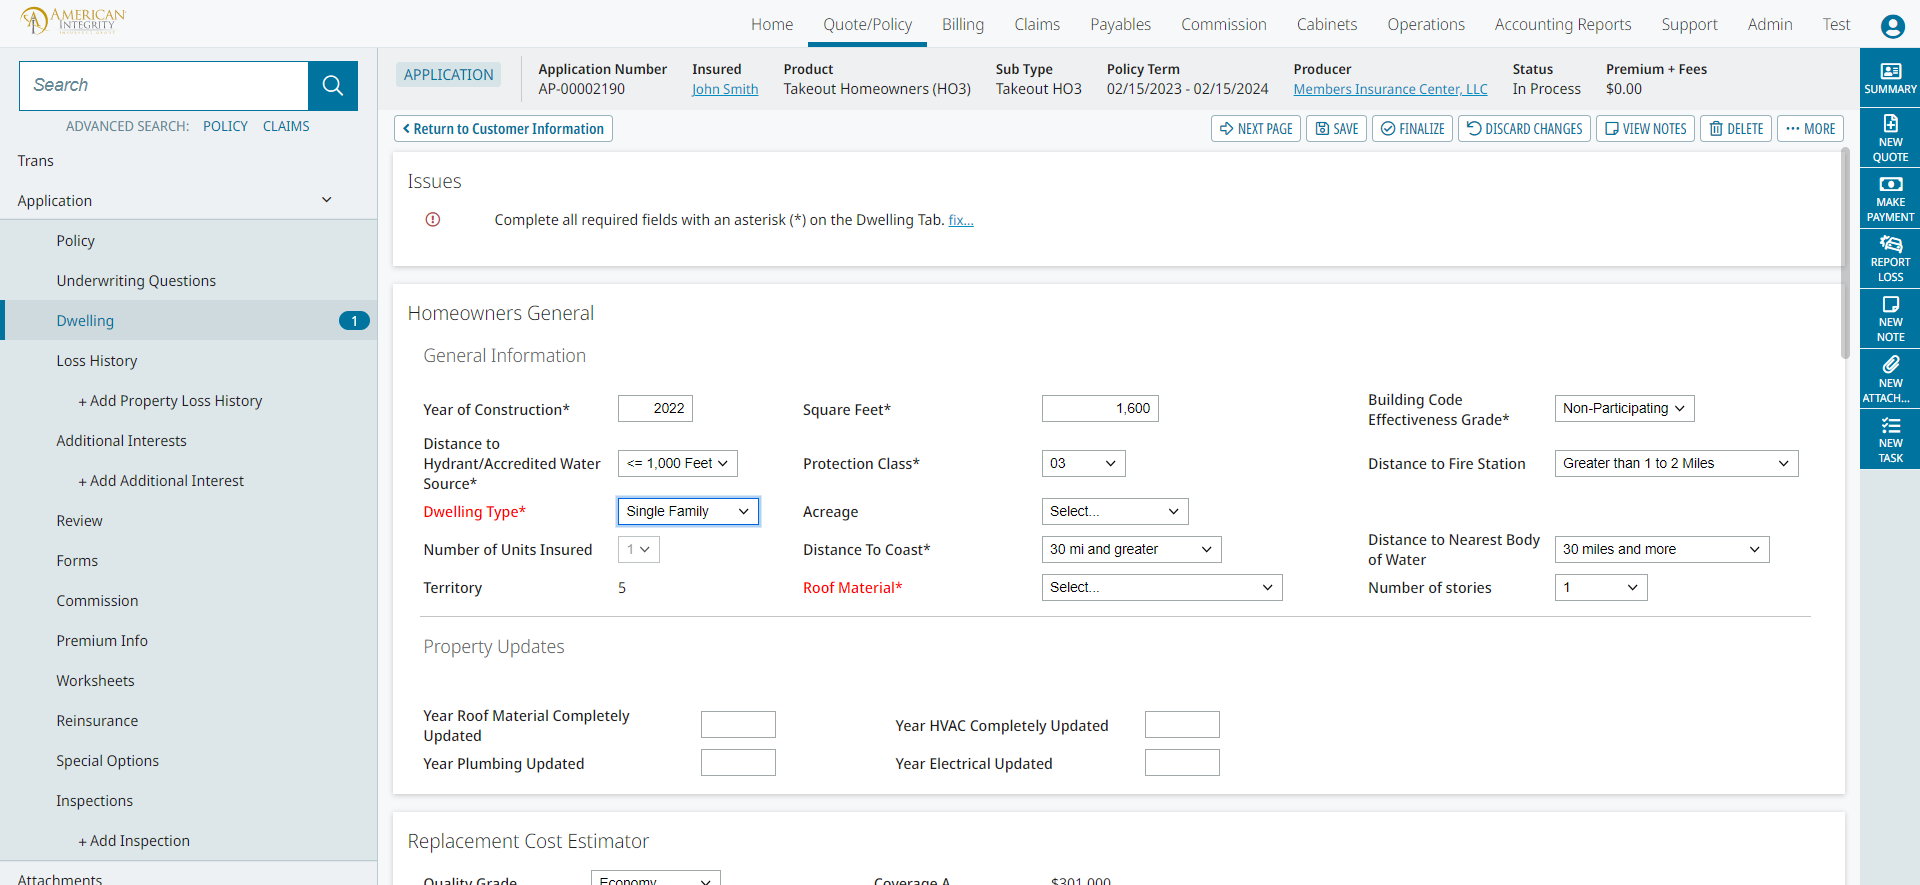 AMERICAN
INTEGRITY
Home Quote/Policy Billing Claims Payables Commission Cabinets Operations Accounting Reports Support Admin Test
Search
ADVANCED SEARCH: POLICY CLAIMS
Trans
Application
Policy
Underwriting Questions
Dwelling 1
Loss History
+ Add Property Loss History
Additional Interests
+ Add Additional Interest
Review
Forms
Commission
Premium Info
Worksheets
Reinsurance
Special Options
Inspections
+ Add Inspection
Attachments
APPLICATION
Application Number Insured Product Sub Type Policy Term Producer Status Premium + Fees
AP-00002190 John Smith Takeout Homeowners (HO3) Takeout HO3 02/15/2023 - 02/15/2024 Members Insurance Center, LLC In Process $0.00
Return to Customer Information NEXT PAGE SAVE FINALIZE DISCARD CHANGES VIEW NOTES DELETE ··· MORE
Issues
Complete all required fields with an asterisk (*) on the Dwelling Tab. fix...
Homeowners General
General Information
Year of Construction* 2022 Square Feet* 1,600 Building Code
Effectiveness Grade* Non-Participating
Distance to
Hydrant/Accredited Water
Source* <= 1,000 Feet Protection Class* 03 Distance to Fire Station Greater than 1 to 2 Miles
Dwelling Type* Single Family Acreage Select...
Number of Units Insured 1 Distance To Coast* 30 mi and greater Distance to Nearest Body
of Water 30 miles and more
Territory 5 Roof Material* Select... Number of stories 1
Property Updates
Year Roof Material Completely
Updated Year HVAC Completely Updated
Year Plumbing Updated Year Electrical Updated
Replacement Cost Estimator
Quality Grade Economy Coverage A $301,000
SUMMARY
NEW
QUOTE
MAKE
PAYMENT
REPORT
LOSS
NEW
NOTE
NEW
ATTACH...
NEW
TASK